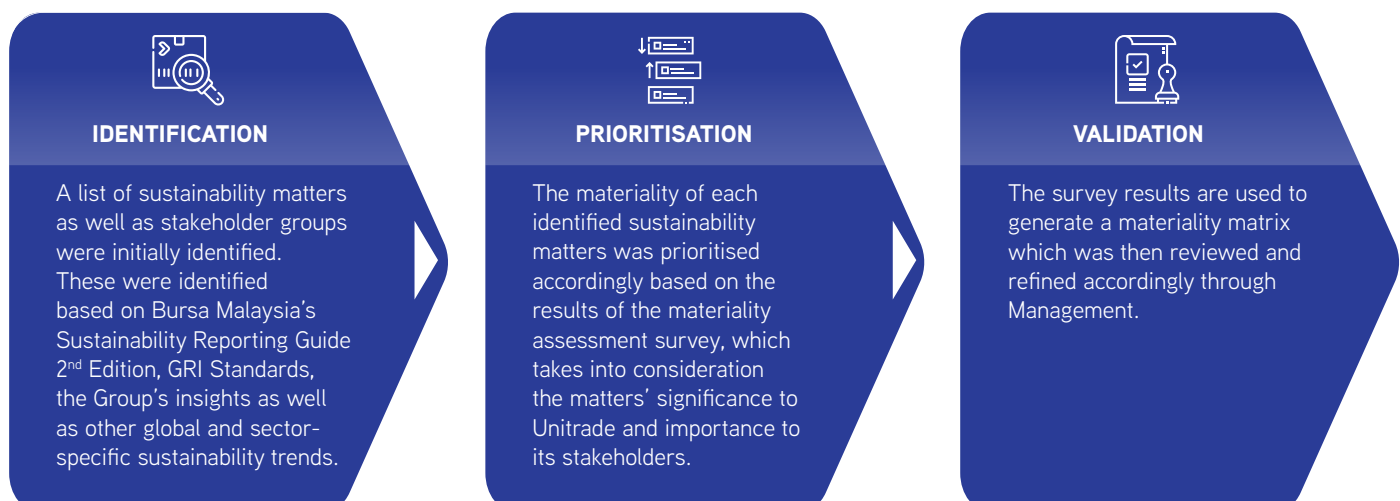 IDENTIFICATION
A list of sustainability matters
as well as stakeholder groups
were initially identified.
These were identified
based on Bursa Malaysia's
Sustainability Reporting Guide
2nd Edition, GRI Standards,
the Group's insights as well
as other global and sector-
specific sustainability trends.
PRIORITISATION
The materiality of each
identified sustainability
matters was prioritised
accordingly based on the
results of the materiality
assessment survey, which
takes into consideration
the matters' significance to
Unitrade and importance to
its stakeholders.
VALIDATION
The survey results are used to
generate a materiality matrix
which was then reviewed and
refined accordingly through
Management.